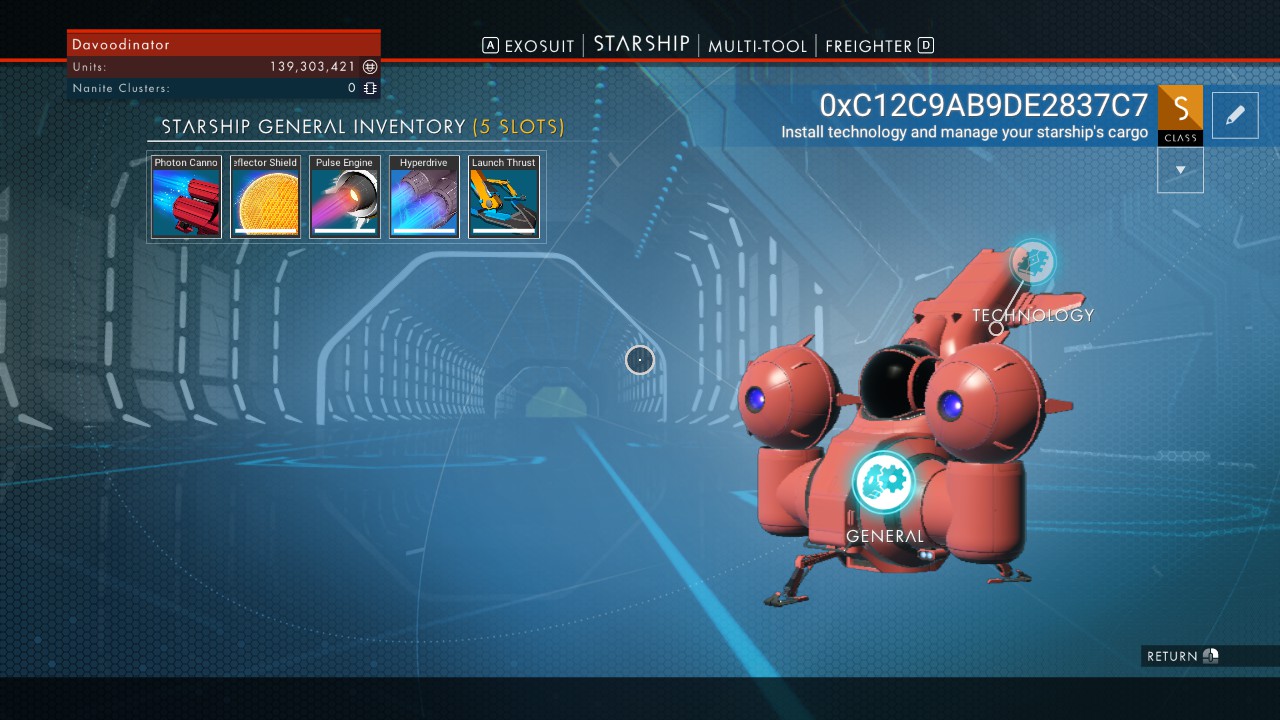 Davoodinator
Units: 139,303,421
Nanite Clusters: 0
A EXOSUIT STARSHIP MULTI-TOOL FREIGHTER D
0xC12C9AB9DE2837C7
Install technology and manage your starship's cargo
S
CLASS
STARSHIP GENERAL INVENTORY (5 SLOTS)
Photon Canno eflector Shield Pulse Engine Hyperdrive Launch Thrust
TECHNOLOGY
GENERAL
RETURN